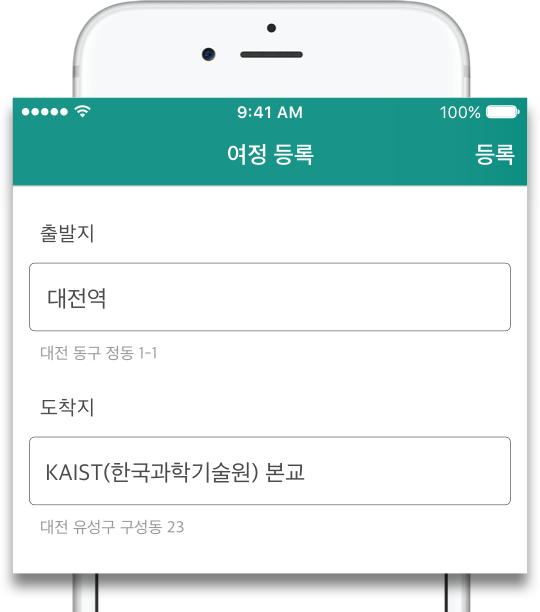 9:41 AM 100%
여정 등록 등록
출발지
대전역
대전 동구 정동 1-1
도착지
KAIST(한국과학기술원) 본교
대전 유성구 구성동 23